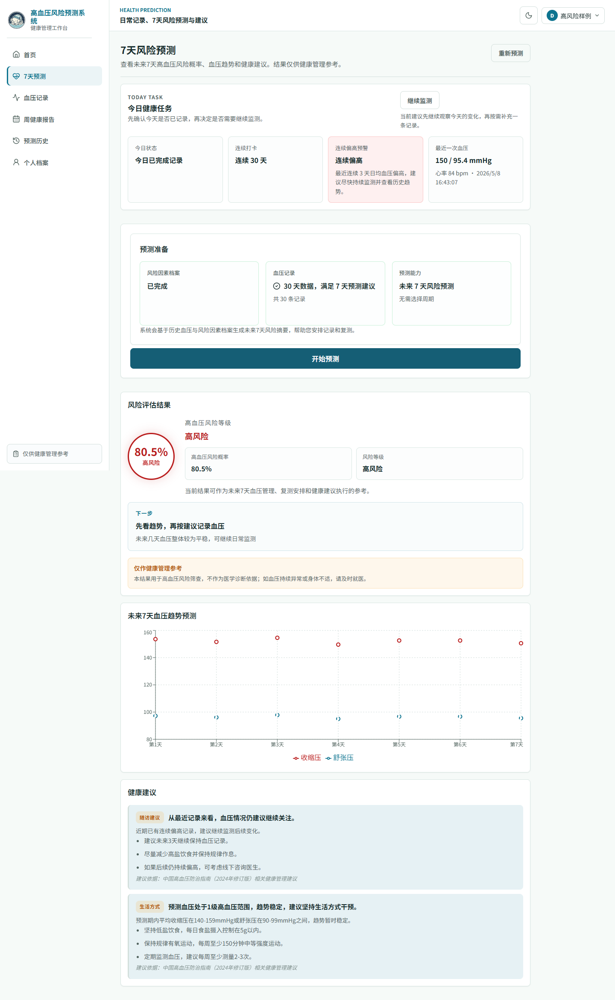 高血压风险预测系
统
健康管理工作台
首页
7天预测
血压记录
周健康报告
预测历史
个人档案
仅供健康管理参考
HEALTH PREDICTION
日常记录、7天风险预测与建议
D 高风险样例
7天风险预测
查看未来7天高血压风险概率、血压趋势和健康建议。结果仅供健康管理参考。
重新预测
TODAY TASK
今日健康任务
先确认今天是否已记录，再决定是否需要继续监测。
继续监测
当前建议先继续观察今天的变化，再按需补充一
条记录。
今日状态
今日已完成记录
连续打卡
连续 30 天
连续偏高预警
连续偏高
最近连续 3 天日均血压偏高，建
议尽快持续监测并查看历史趋
势。
最近一次血压
150 / 95.4 mmHg
心率 84 bpm · 2026/5/8
16:43:07
预测准备
风险因素档案
已完成
血压记录
30 天数据，满足 7 天预测建议
共 30 条记录
预测能力
未来 7 天风险预测
无需选择周期
系统会基于历史血压与风险因素档案生成未来7天风险摘要，帮助您安排记录和复测。
开始预测
风险评估结果
80.5%
高风险
高血压风险等级
高风险
高血压风险概率
80.5%
风险等级
高风险
当前结果可作为未来7天血压管理、复测安排和健康建议执行的参考。
下一步
先看趋势，再按建议记录血压
未来几天血压整体较为平稳，可继续日常监测
仅作健康管理参考
本结果用于高血压风险筛查，不作为医学诊断依据；如血压持续异常或身体不适，请及时就医。
未来7天血压趋势预测
160
140
120
100
80
第1天 第2天 第3天 第4天 第5天 第6天 第7天
收缩压 舒张压
健康建议
随访建议 从最近记录来看，血压情况仍建议继续关注。
近期已有连续偏高记录，建议继续监测后续变化。
• 建议未来3天继续保持血压记录。
• 尽量减少高盐饮食并保持规律作息。
• 如果后续仍持续偏高，可考虑线下咨询医生。
建议依据：中国高血压防治指南（2024年修订版）相关健康管理建议
生活方式 预测血压处于1级高血压范围，趋势稳定，建议坚持生活方式干预。
预测期内平均收缩压在140-159mmHg或舒张压在90-99mmHg之间，趋势暂时稳定。
• 坚持低盐饮食，每日食盐摄入控制在5g以内。
• 保持规律有氧运动，每周至少150分钟中等强度运动。
• 定期监测血压，建议每周至少测量2-3次。
建议依据：中国高血压防治指南（2024年修订版）相关健康管理建议